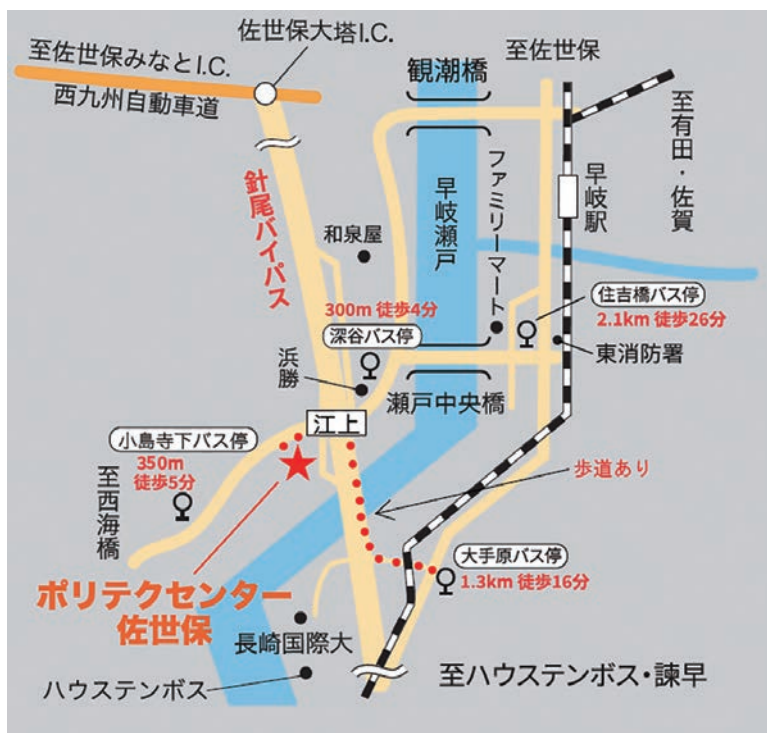 佐世保大塔I.C.
至佐世保みなとI.C.
西九州自動車道
観潮橋
至佐世保
至有田・佐賀
針尾バイパス
早岐瀬戸
ファミリーマート
早岐駅
和泉屋
300m 徒歩4分
深谷バス停
住吉橋バス停
2.1km 徒歩26分
東消防署
浜勝
瀬戸中央橋
江上
小島寺下バス停
350m
徒歩5分
至西海橋
歩道あり
大手原バス停
1.3km 徒歩16分
ポリテクセンター
佐世保
長崎国際大
ハウステンボス
至ハウステンボス・諫早